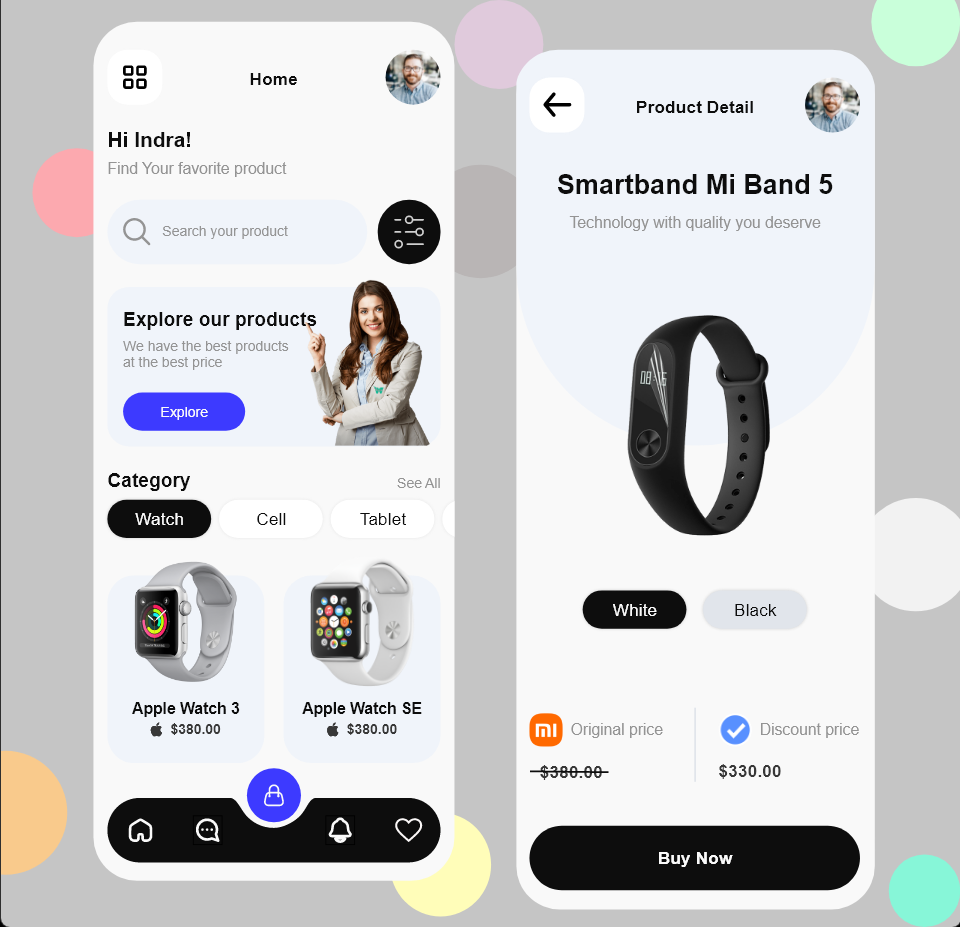 Home
Hi Indra!
Find Your favorite product
Search your product
Explore our products
We have the best products
at the best price
Explore
Category
See All
Watch
Cell
Tablet
Apple Watch 3
$380.00
Apple Watch SE
$380.00
Product Detail
Smartband Mi Band 5
Technology with quality you deserve
White
Black
mi
Original price
Discount price
$380.00
$330.00
Buy Now